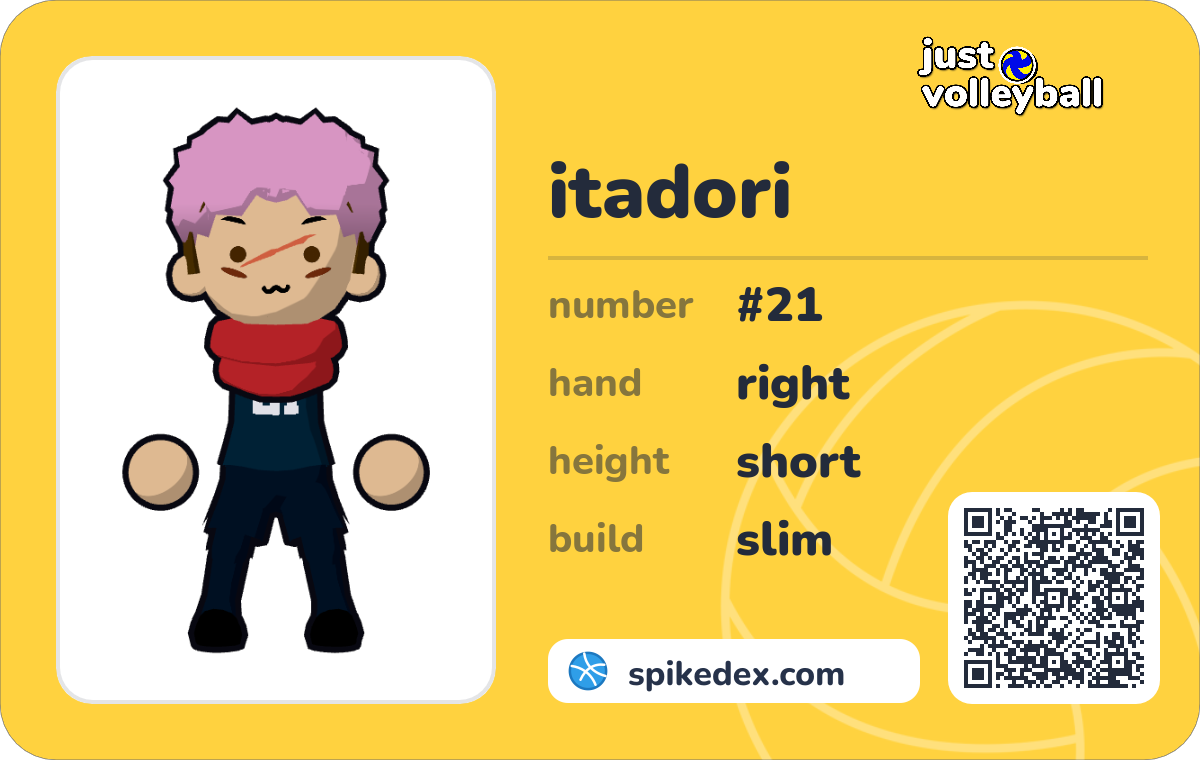 just
volleyball
itadori
number #21
hand right
height short
build slim
spikedex.com